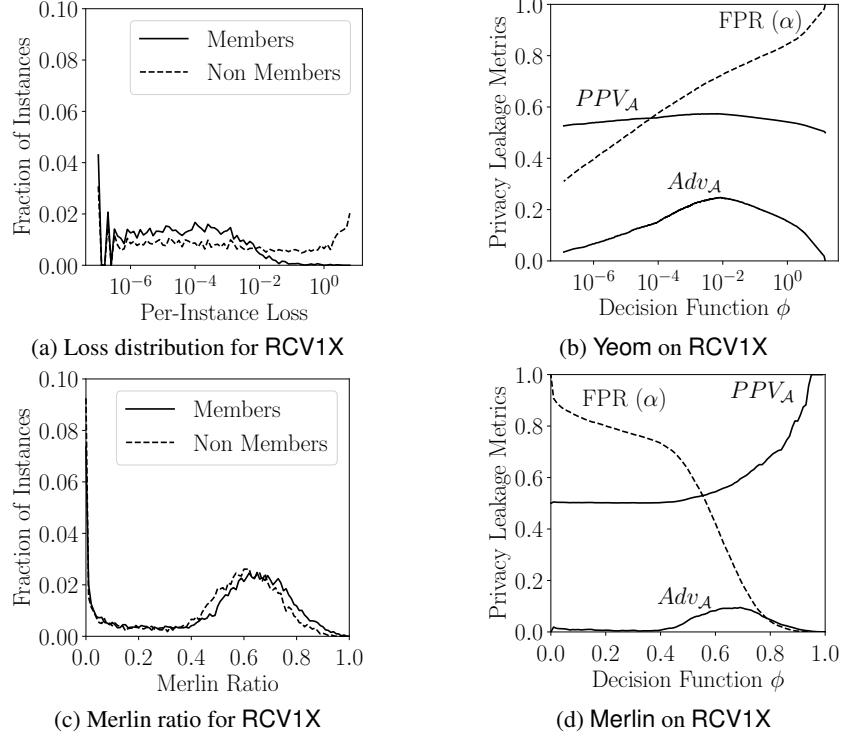 0.10
0.08
0.06
0.04
0.02
0.00
Fraction of Instances
Members
Non Members
10⁻⁶ 10⁻⁴ 10⁻² 10⁰
Per-Instance Loss
(a) Loss distribution for RCV1X
1.0
0.8
0.6
0.4
0.2
0.0
Privacy Leakage Metrics
FPR (α)
PPV_𝒜
Adv_𝒜
10⁻⁶ 10⁻⁴ 10⁻² 10⁰
Decision Function ϕ
(b) Yeom on RCV1X
0.10
0.08
0.06
0.04
0.02
0.00
Fraction of Instances
Members
Non Members
0.0 0.2 0.4 0.6 0.8 1.0
Merlin Ratio
(c) Merlin ratio for RCV1X
1.0
0.8
0.6
0.4
0.2
0.0
Privacy Leakage Metrics
FPR (α)
PPV_𝒜
Adv_𝒜
0.0 0.2 0.4 0.6 0.8 1.0
Decision Function ϕ
(d) Merlin on RCV1X